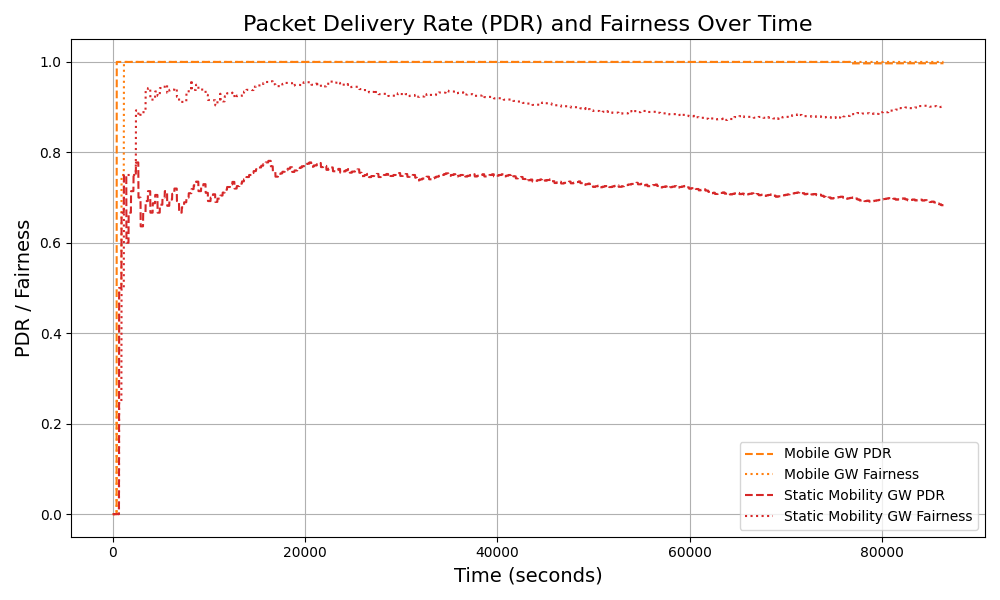 Packet Delivery Rate (PDR) and Fairness Over Time
PDR / Fairness
1.0
0.8
0.6
0.4
0.2
0.0
0 20000 40000 60000 80000
Time (seconds)
Mobile GW PDR
Mobile GW Fairness
Static Mobility GW PDR
Static Mobility GW Fairness